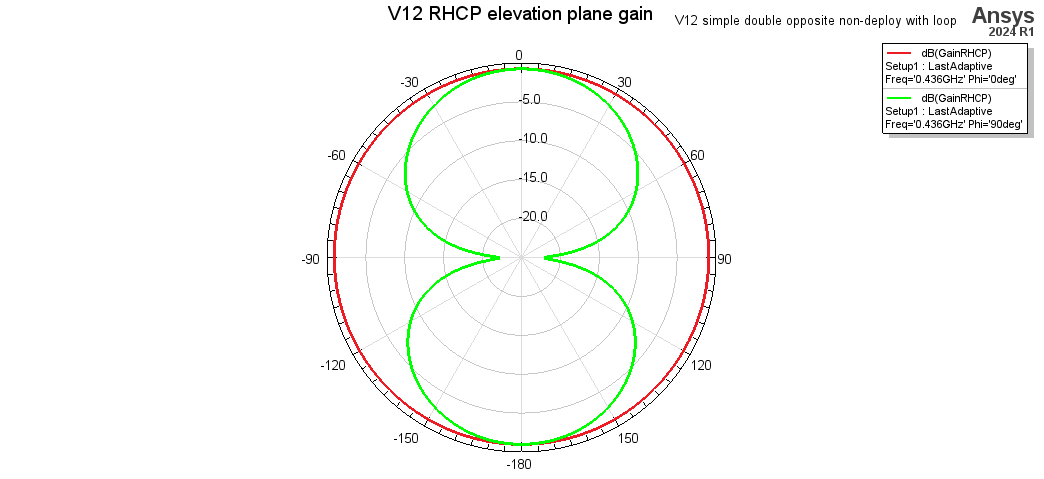 V12 RHCP elevation plane gain
V12 simple double opposite non-deploy with loop
Ansys
2024 R1
dB(GainRHCP)
Setup1 : LastAdaptive
Freq='0.436GHz' Phi='0deg'
dB(GainRHCP)
Setup1 : LastAdaptive
Freq='0.436GHz' Phi='90deg'
0
-30
30
-5.0
-10.0
-60
60
-15.0
-20.0
-90
90
-120
120
-150
150
-180